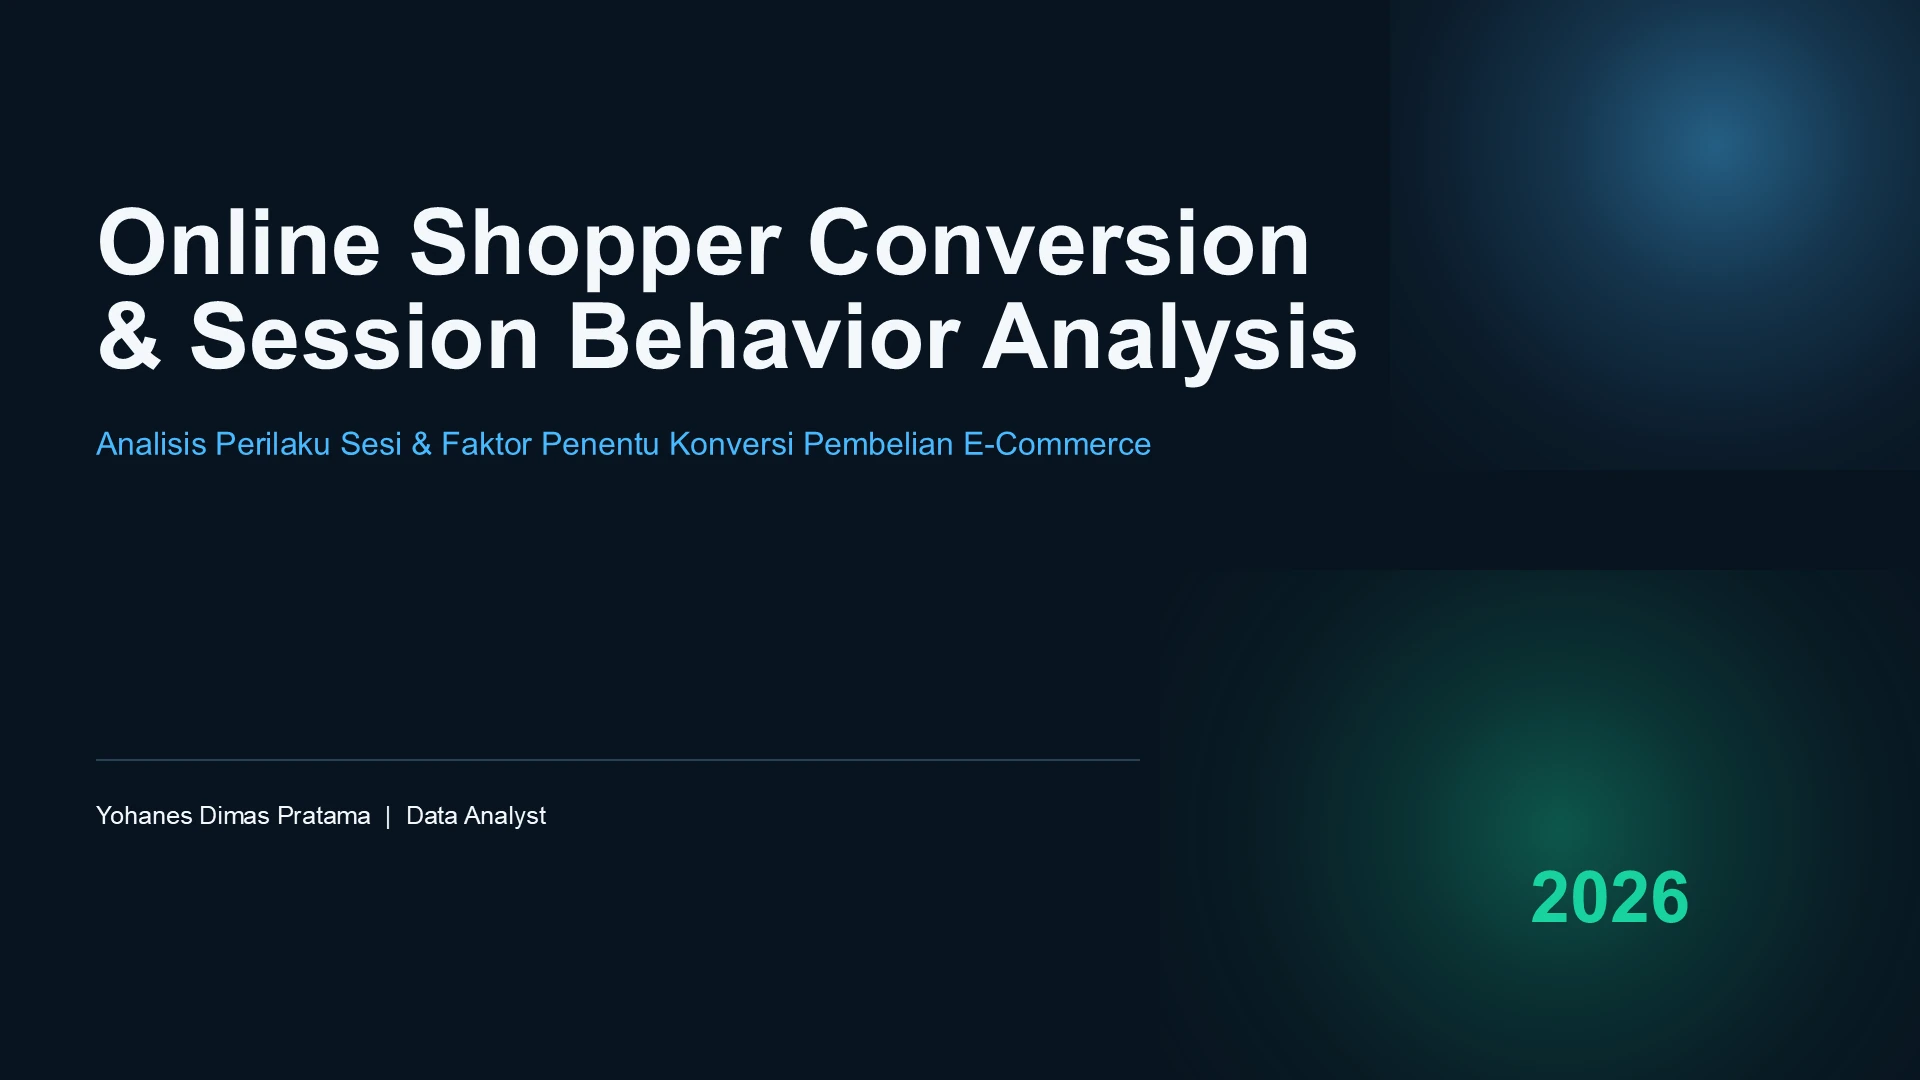 Online Shopper Conversion
& Session Behavior Analysis
Analisis Perilaku Sesi & Faktor Penentu Konversi Pembelian E-Commerce
Yohanes Dimas Pratama | Data Analyst
2026